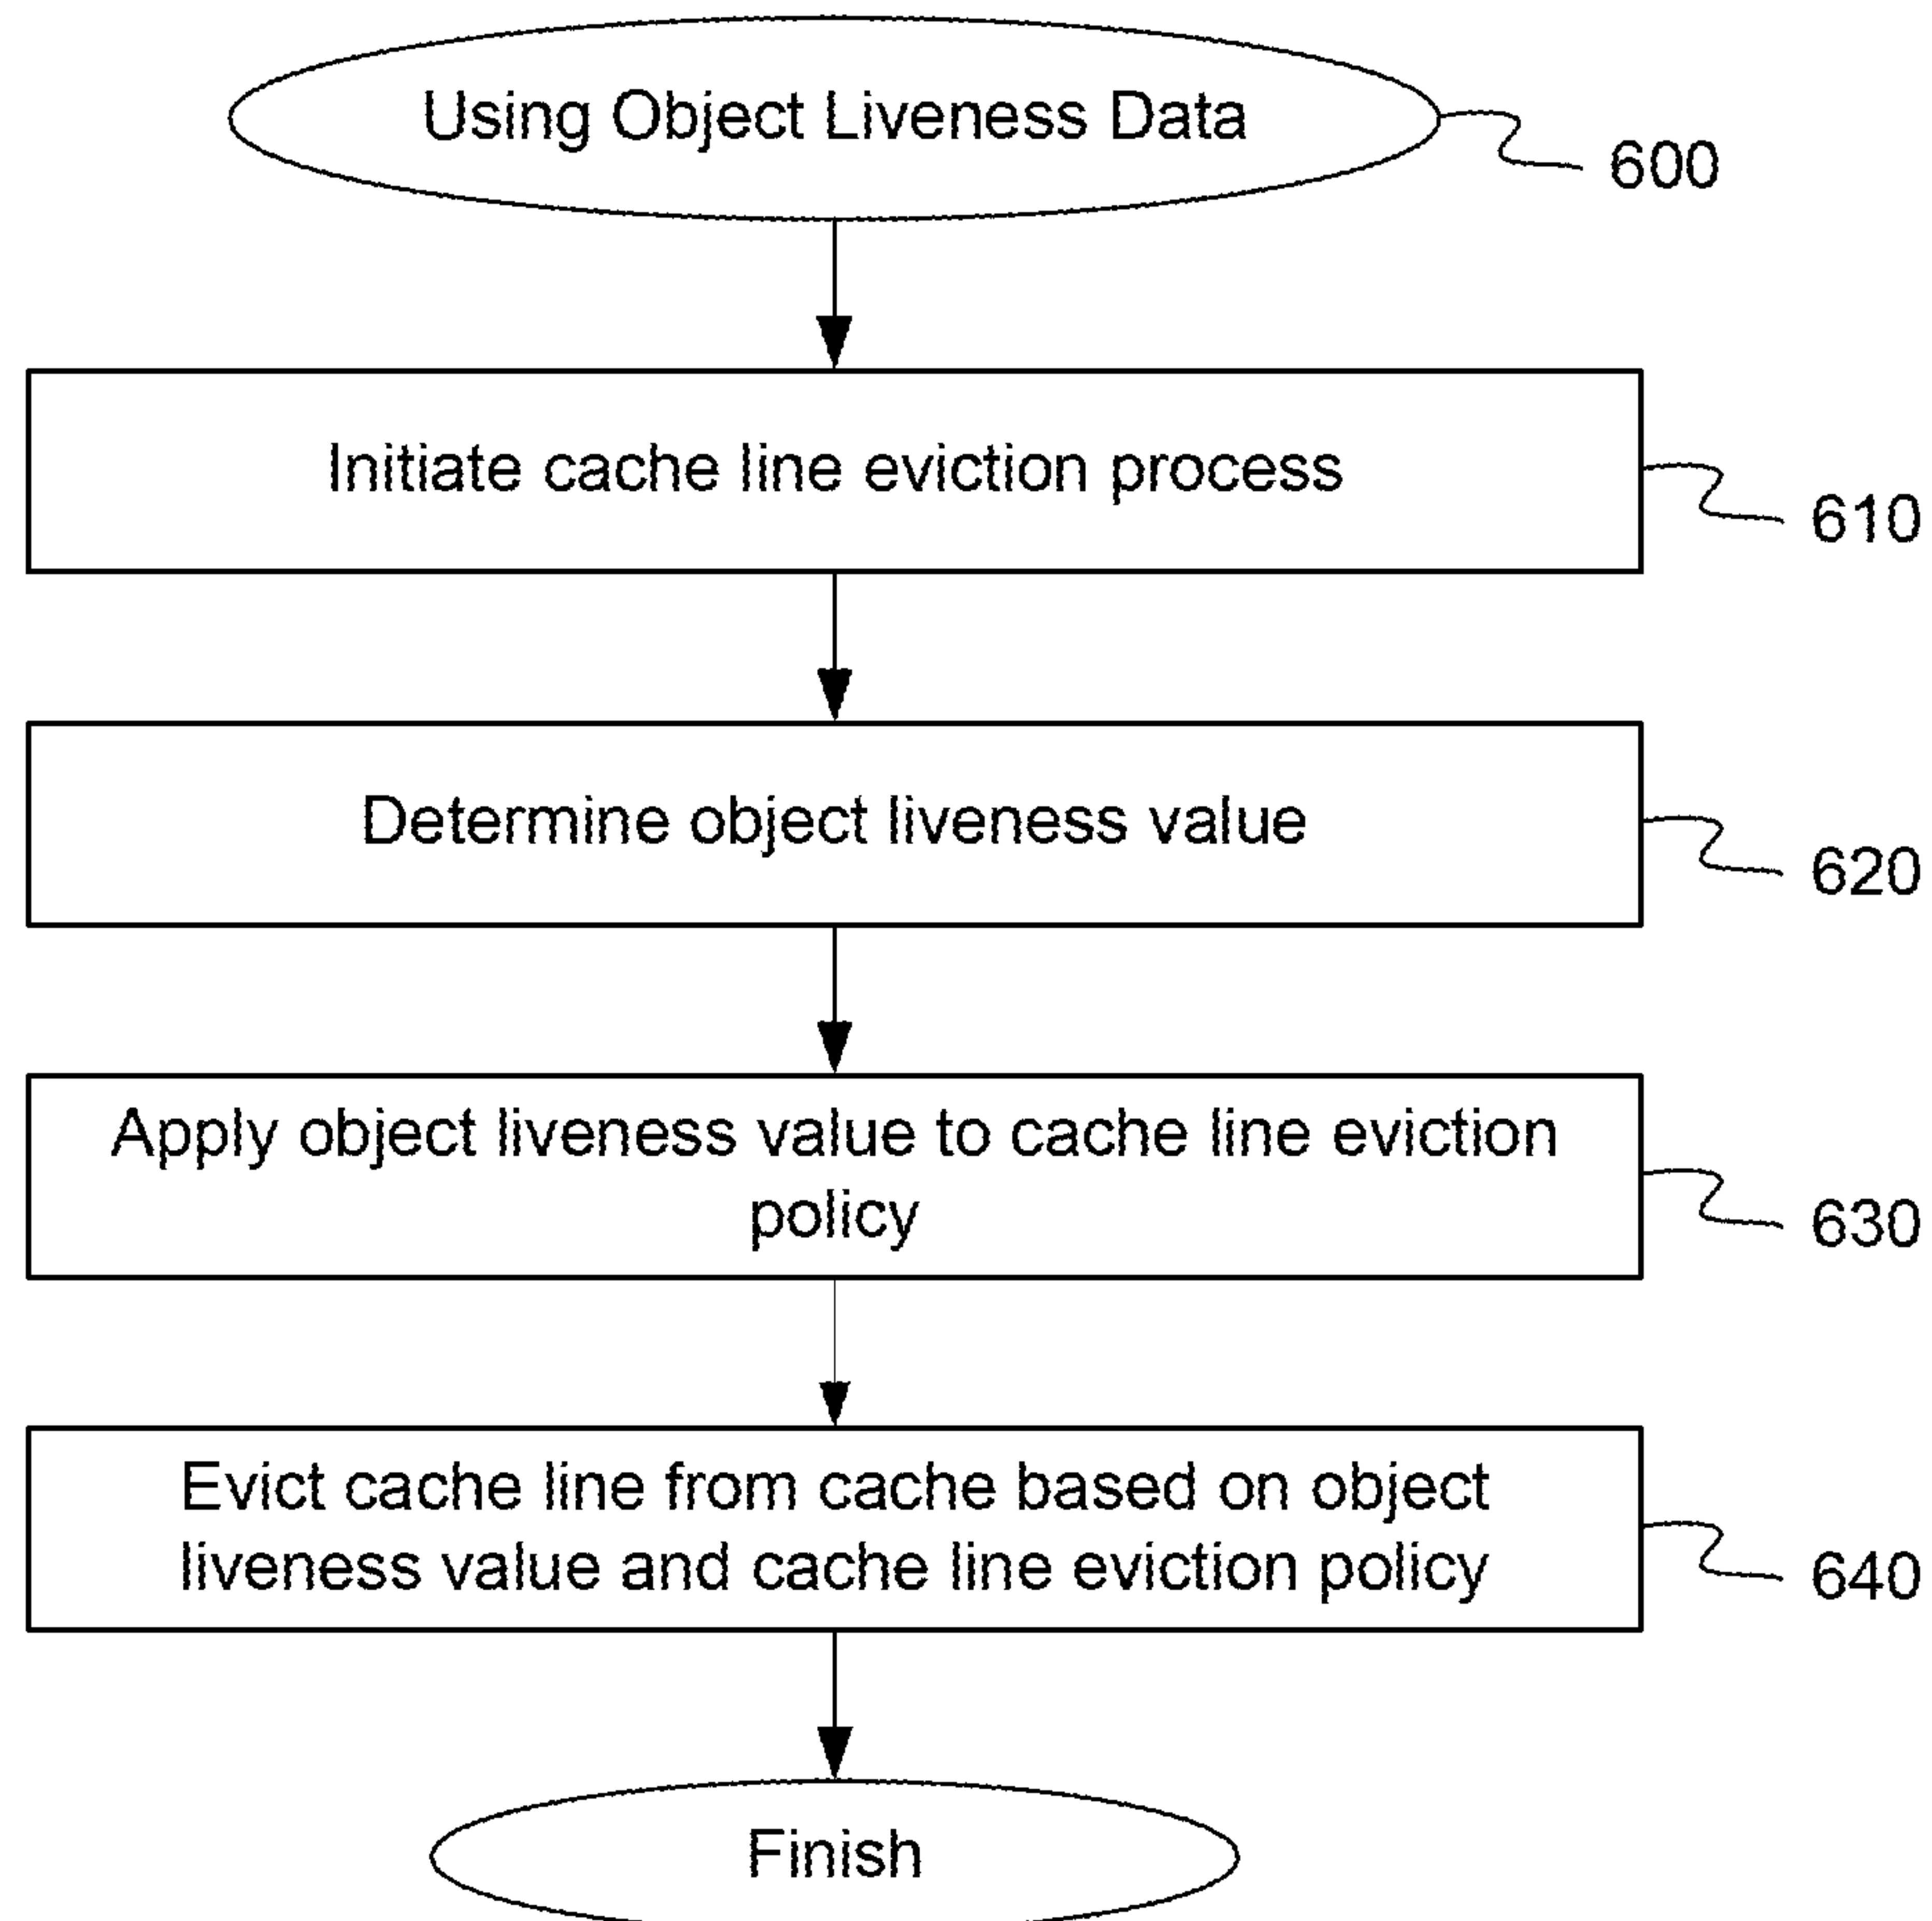 Using Object Liveness Data
600
Initiate cache line eviction process
610
Determine object liveness value
620
Apply object liveness value to cache line eviction
policy
630
Evict cache line from cache based on object
liveness value and cache line eviction policy
640
Finish